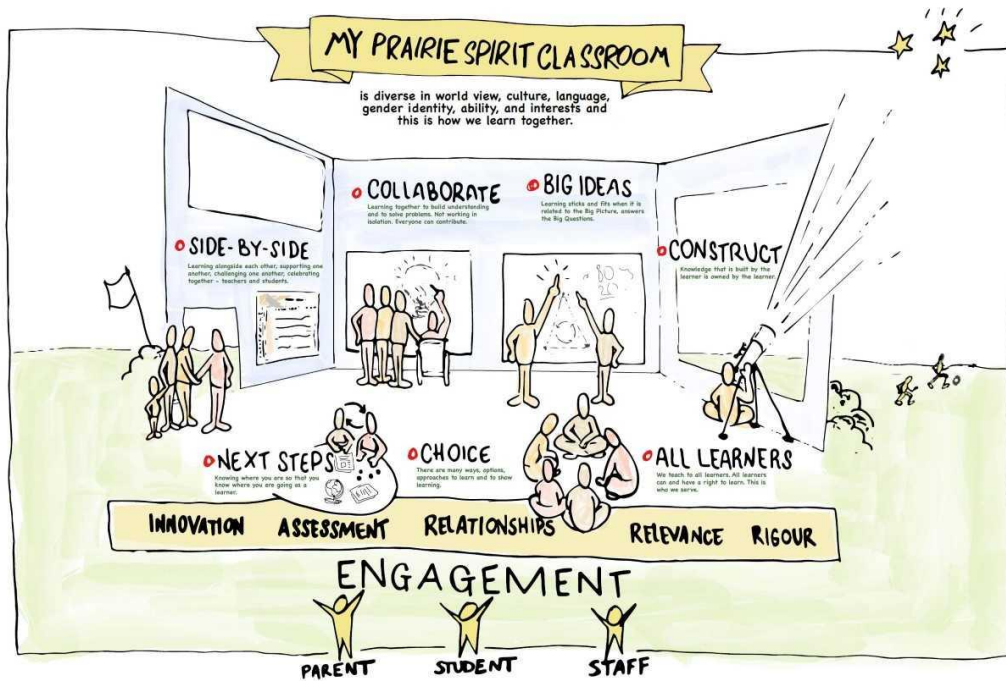 MY PRAIRIE SPIRIT CLASSROOM
is diverse in world view, culture, language,
gender identity, ability, and interests and
this is how we learn together.
COLLABORATE
Learning together to build understanding
and to solve problems. Not working in
isolation. Everyone can contribute.
BIG IDEAS
Learning sticks and fits when it is
related to the Big Picture, answers
the Big Questions.
SIDE-BY-SIDE
Learning alongside each other, supporting one
another, challenging one another, celebrating
together - teachers and students.
CONSTRUCT
Knowledge that is built by the
learner is owned by the learner.
NEXT STEPS
Knowing where you are so that you
know where you are going as a
learner.
CHOICE
There are many ways, options,
approaches to learn and to show
learning.
ALL LEARNERS
We teach to all learners. All learners
can and have a right to learn. This is
who we serve.
INNOVATION ASSESSMENT RELATIONSHIPS RELEVANCE RIGOUR
ENGAGEMENT
PARENT STUDENT STAFF